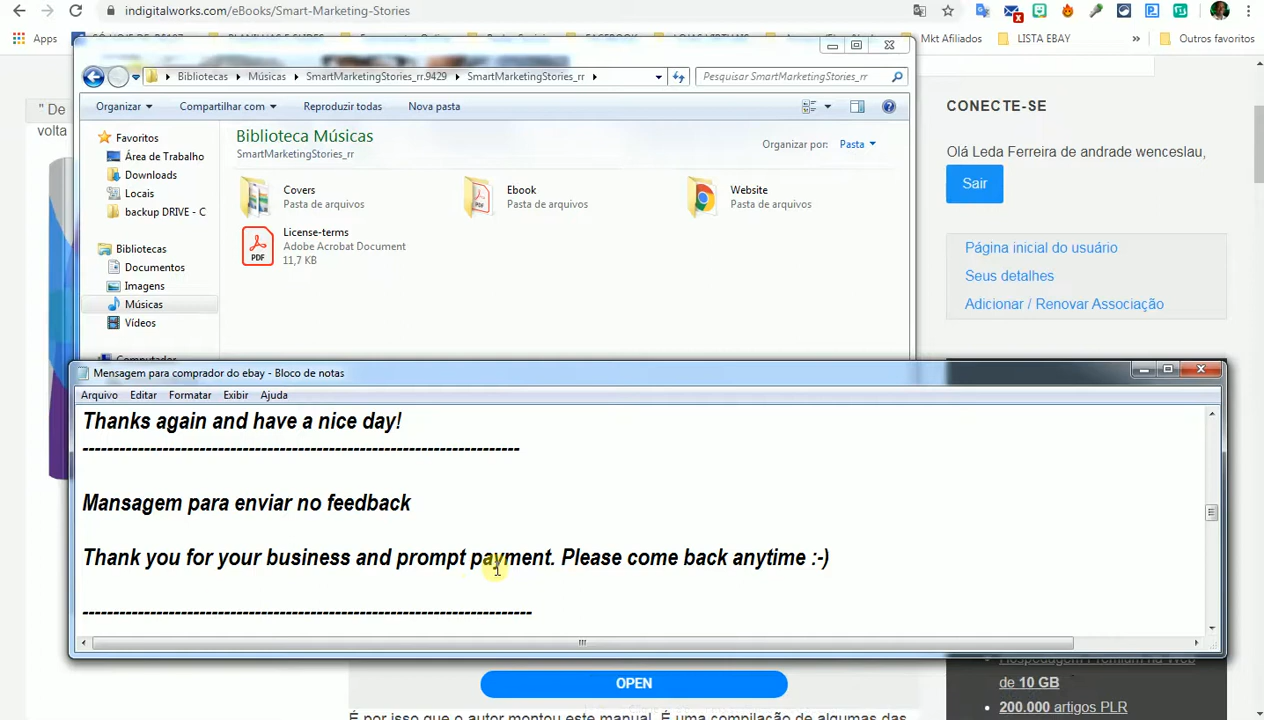 indigitalworks.com/eBooks/Smart-Marketing-Stories
Apps
FACEBOOK
Mkt Afiliados
LISTA EBAY
»
Outros favoritos
Bibliotecas
Músicas
SmartMarketingStories_rr.9429
SmartMarketingStories_rr
Pesquisar SmartMarketingStories_rr
Organizar
Compartilhar com
Reproduzir todas
Nova pasta
Favoritos
Área de Trabalho
Downloads
Locais
backup DRIVE - C
Bibliotecas
Documentos
Imagens
Músicas
Vídeos
Computador
Biblioteca Músicas
SmartMarketingStories_rr
Organizar por:
Pasta
Covers
Pasta de arquivos
Ebook
Pasta de arquivos
Website
Pasta de arquivos
License-terms
Adobe Acrobat Document
11,7 KB
" De
volta
CONECTE-SE
Olá Leda Ferreira de andrade wenceslau,
Sair
Página inicial do usuário
Seus detalhes
Adicionar / Renovar Associação
Mensagem para comprador do ebay - Bloco de notas
Arquivo
Editar
Formatar
Exibir
Ajuda
Thanks again and have a nice day!
----------------------------------------------------------------------
Mansagem para enviar no feedback
Thank you for your business and prompt payment. Please come back anytime :-)
------------------------------------------------------------------------
OPEN
Hospedagem Premium na Web
de 10 GB
200.000 artigos PLR
É por isso que o autor montou este manual. É uma compilação de algumas das